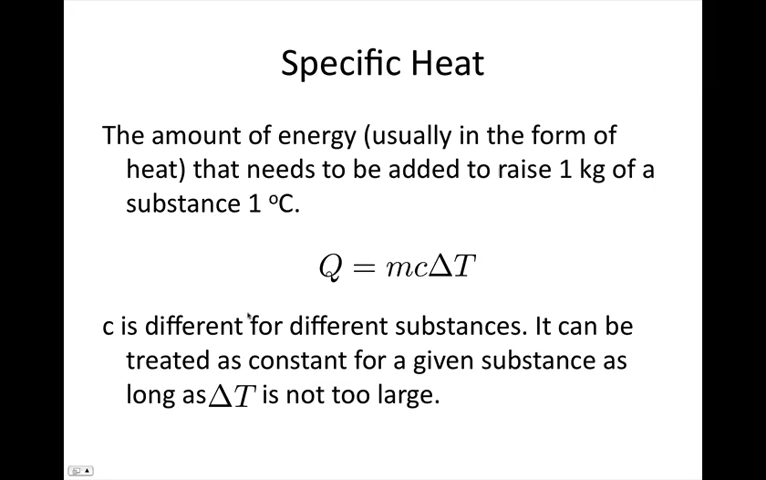 Specific Heat
The amount of energy (usually in the form of
heat) that needs to be added to raise 1 kg of a
substance 1 °C.
Q = mcΔT
c is different for different substances. It can be
treated as constant for a given substance as
long as ΔT is not too large.